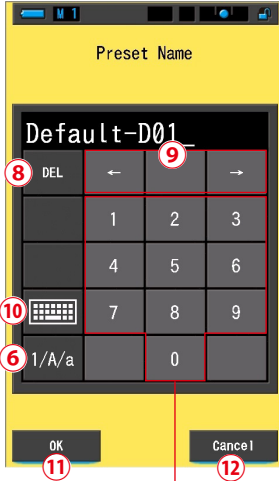 M 1
Preset Name
Default-D01_
⑨
⑧ DEL ← →
1 2 3
4 5 6
⑩ 7 8 9
⑥ 1/A/a 0
OK Cancel
⑪ ⑫